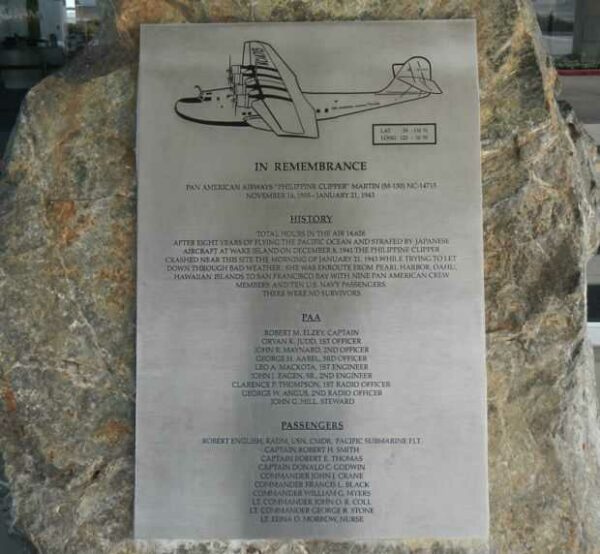 LAT 39
LONG 123
IN REMEMBRANCE
PAN AMERICAN AIRWAYS "PHILIPPINE CLIPPER" MARTIN (M-130) NC-14715
NOVEMBER 14, 1935-JANUARY 21, 1943
HISTORY
TOTAL HOURS IN THE AIR 14,628
AFTER EIGHT YEARS OF FLYING THE PACIFIC OCEAN AND STRAFED BY JAPANESE
AIRCRAFT AT WAKE ISLAND ON DECEMBER 8, 1941 THE PHILIPPINE CLIPPER
CRASHED NEAR THIS SITE THE MORNING OF JANUARY 21, 1943 WHILE TRYING TO LET
DOWN THROUGH BAD WEATHER. SHE WAS ENROUTE FROM PEARL HARBOR, OAHU,
HAWAIIAN ISLANDS TO SAN FRANCISCO BAY WITH NINE PAN AMERICAN CREW
MEMBERS AND TEN U.S. NAVY PASSENGERS.
THERE WERE NO SURVIVORS
PAA
ROBERT M. ELZEY, CAPTAIN
ORVAN K. JUDD, 1ST OFFICER
JOHN R. MAYNARD, 2ND OFFICER
GEORGE H. AABEL, 3RD OFFICER
LEO A. MACKOTA, 1ST ENGINEER
JOHN J. EAGEN, SR., 2ND ENGINEER
CLARENCE P. THOMPSON, 1ST RADIO OFFICER
GEORGE W. ANGUS, 2ND RADIO OFFICER
JOHN G. HILL, STEWARD
PASSENGERS
ROBERT ENGLISH, RADM, USN, CMDR. PACIFIC SUBMARINE FLT.
CAPTAIN ROBERT H. SMITH
CAPTAIN ROBERT E. THOMAS
CAPTAIN DONALD C. GODWIN
COMMANDER JOHN J. CRANE
COMMANDER FRANCIS L. BLACK
COMMANDER WILLIAM G. MYERS
LT. COMMANDER JOHN O. R. COLL
LT. COMMANDER GEORGE R. STONE
LT. EDNA O. MORROW, NURSE